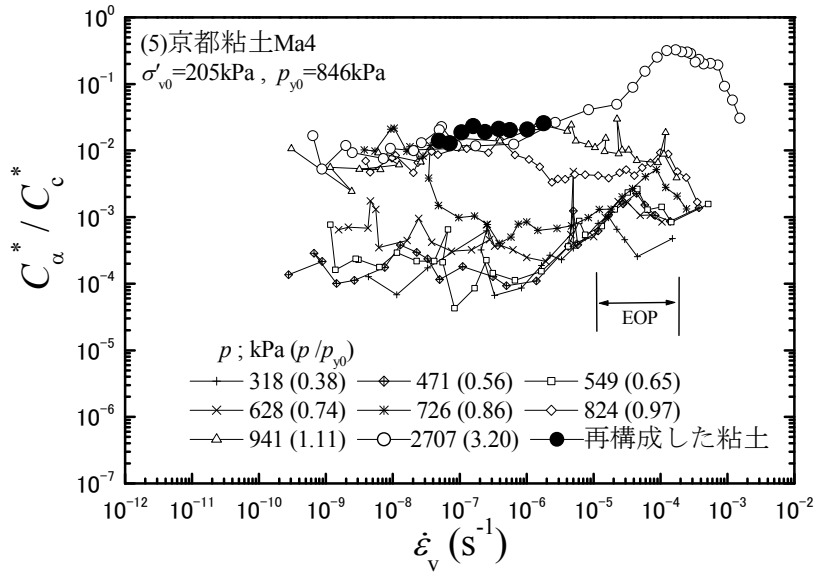 (5)京都粘土Ma4
σ'v0=205kPa , py0=846kPa
10^0
10^-1
10^-2
10^-3
10^-4
10^-5
10^-6
10^-7
Cα* / Cc*
EOP
p ; kPa (p /py0)
318 (0.38) 471 (0.56) 549 (0.65)
628 (0.74) 726 (0.86) 824 (0.97)
941 (1.11) 2707 (3.20) 再構成した粘土
10^-12 10^-11 10^-10 10^-9 10^-8 10^-7 10^-6 10^-5 10^-4 10^-3 10^-2
ε̇v (s^-1)